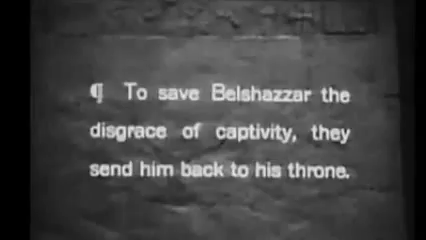 ¶ To save Belshazzar the
disgrace of captivity, they
send him back to his throne.